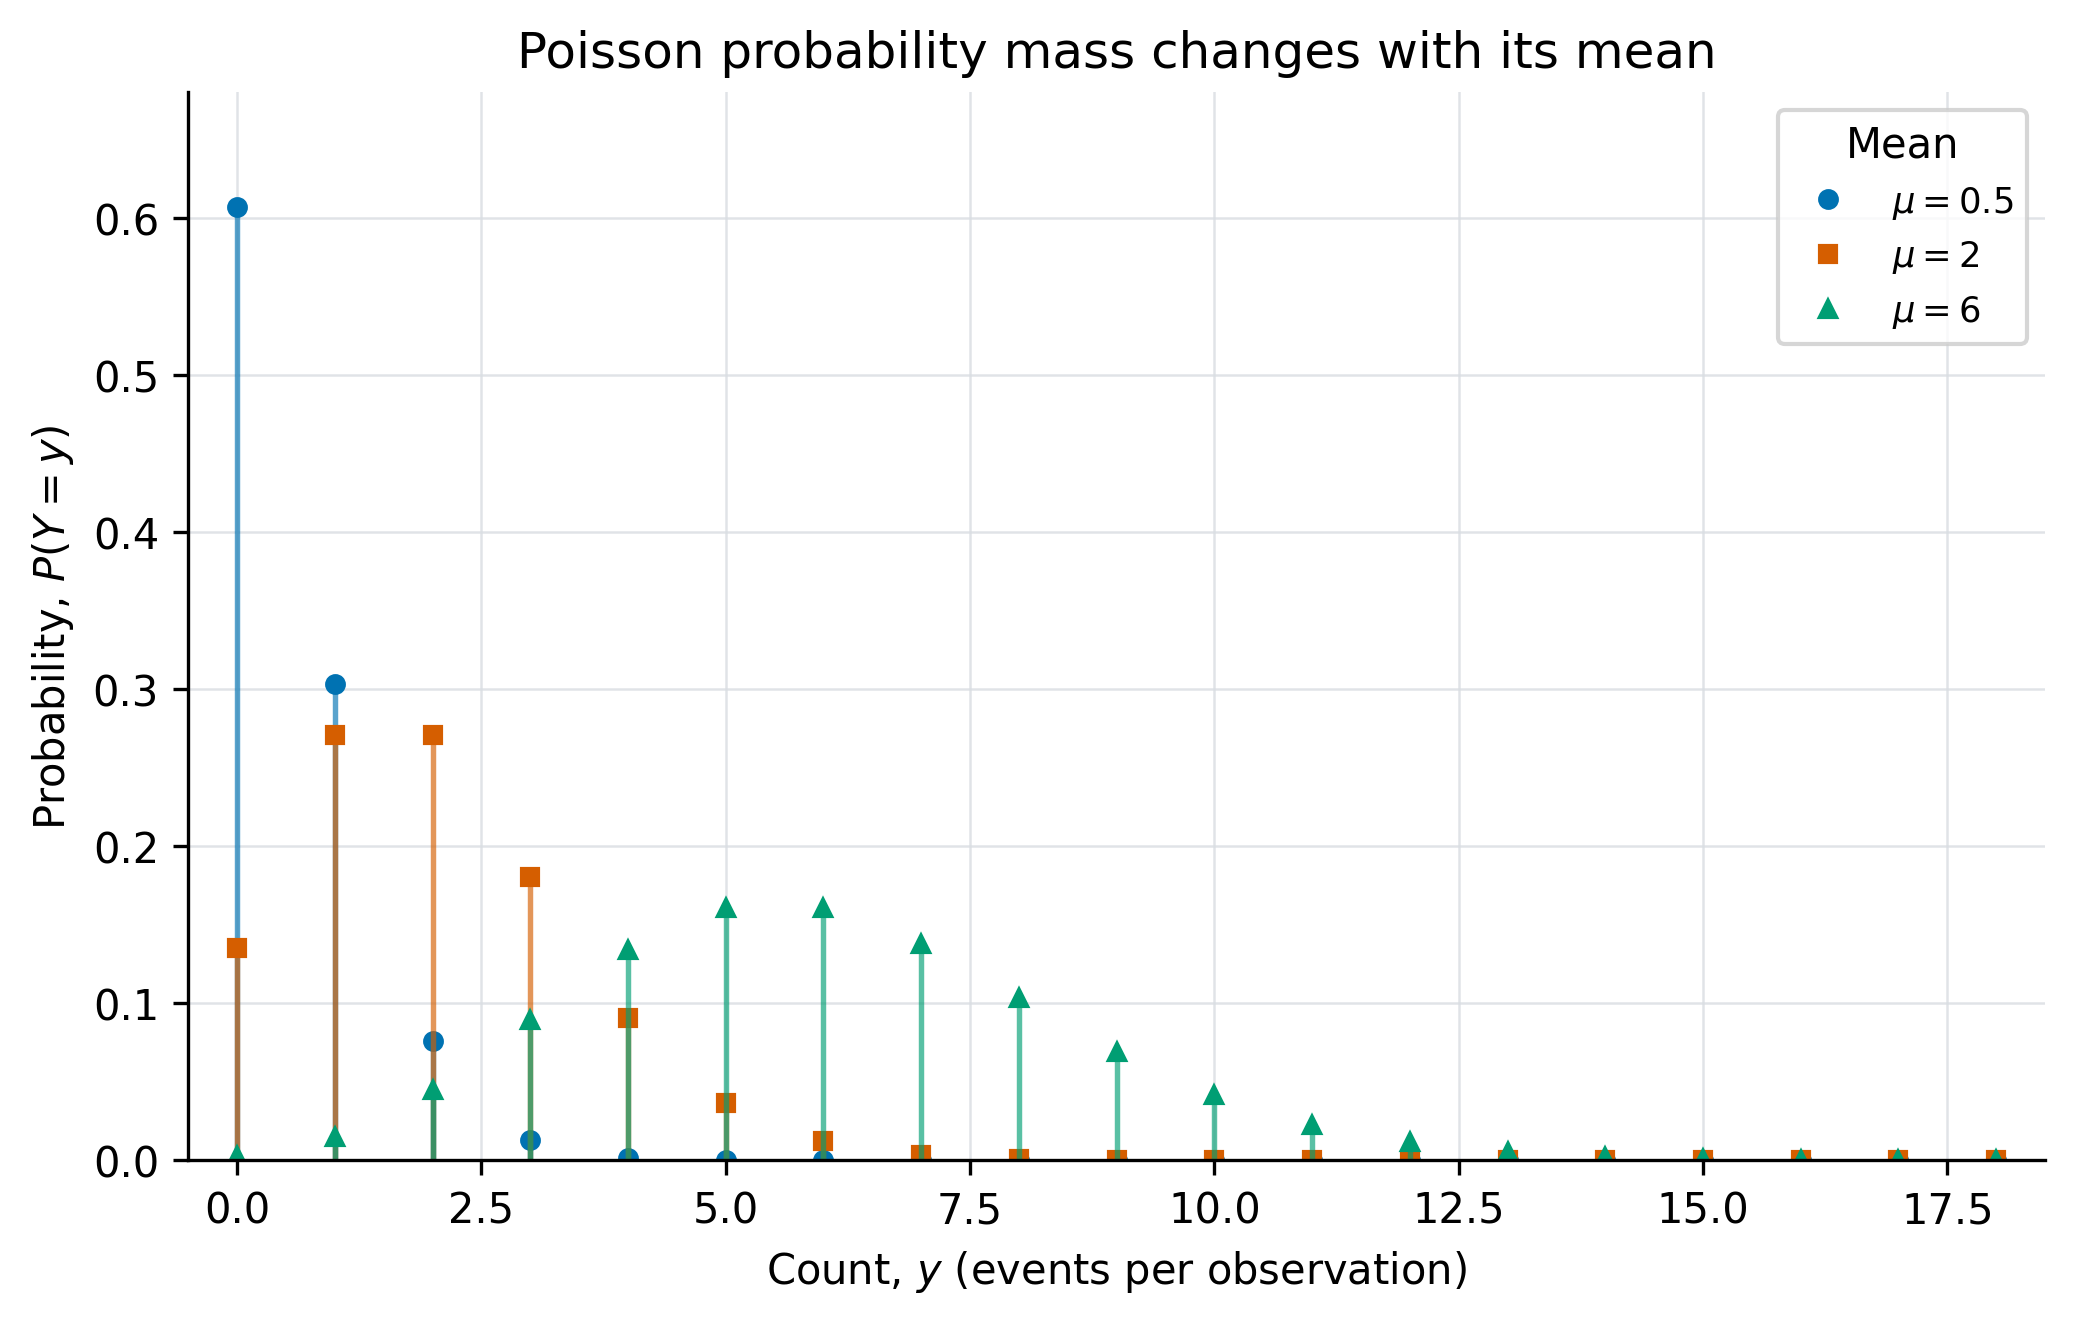 Poisson probability mass changes with its mean
Mean
μ = 0.5
μ = 2
μ = 6
Probability, P(Y = y)
0.6
0.5
0.4
0.3
0.2
0.1
0.0
0.0 2.5 5.0 7.5 10.0 12.5 15.0 17.5
Count, y (events per observation)